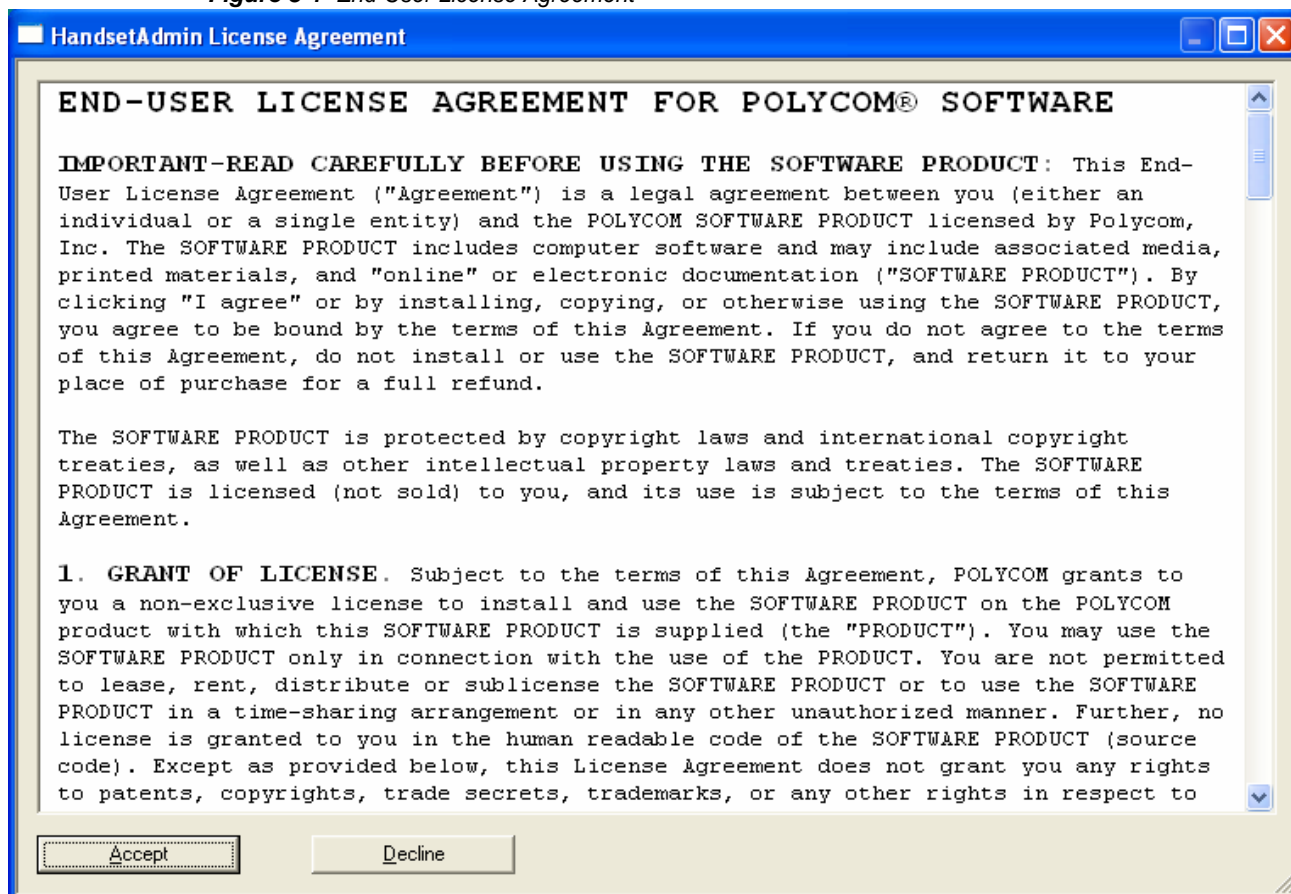 End-User License Agreement
HandsetAdmin License Agreement
END-USER LICENSE AGREEMENT FOR POLYCOM® SOFTWARE
IMPORTANT-READ CAREFULLY BEFORE USING THE SOFTWARE PRODUCT: This End-
User License Agreement ("Agreement") is a legal agreement between you (either an
individual or a single entity) and the POLYCOM SOFTWARE PRODUCT licensed by Polycom,
Inc. The SOFTWARE PRODUCT includes computer software and may include associated media,
printed materials, and "online" or electronic documentation ("SOFTWARE PRODUCT"). By
clicking "I agree" or by installing, copying, or otherwise using the SOFTWARE PRODUCT,
you agree to be bound by the terms of this Agreement. If you do not agree to the terms
of this Agreement, do not install or use the SOFTWARE PRODUCT, and return it to your
place of purchase for a full refund.
The SOFTWARE PRODUCT is protected by copyright laws and international copyright
treaties, as well as other intellectual property laws and treaties. The SOFTWARE
PRODUCT is licensed (not sold) to you, and its use is subject to the terms of this
Agreement.
1. GRANT OF LICENSE. Subject to the terms of this Agreement, POLYCOM grants to
you a non-exclusive license to install and use the SOFTWARE PRODUCT on the POLYCOM
product with which this SOFTWARE PRODUCT is supplied (the "PRODUCT"). You may use the
SOFTWARE PRODUCT only in connection with the use of the PRODUCT. You are not permitted
to lease, rent, distribute or sublicense the SOFTWARE PRODUCT or to use the SOFTWARE
PRODUCT in a time-sharing arrangement or in any other unauthorized manner. Further, no
license is granted to you in the human readable code of the SOFTWARE PRODUCT (source
code). Except as provided below, this License Agreement does not grant you any rights
to patents, copyrights, trade secrets, trademarks, or any other rights in respect to
Accept Decline